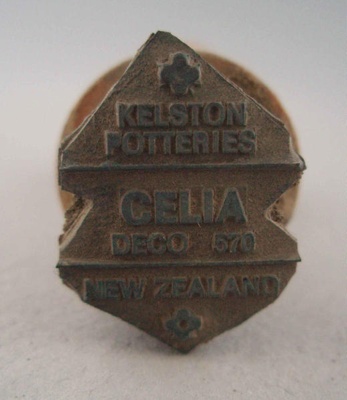 KELSTON
POTTERIES
CELIA
DECO 570
NEW ZEALAND